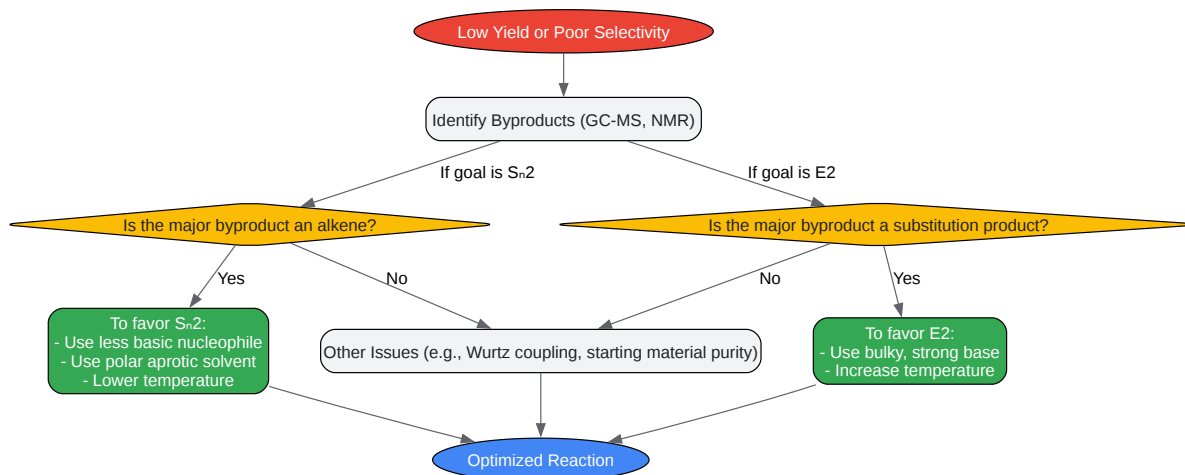 Low Yield or Poor Selectivity
Identify Byproducts (GC-MS, NMR)
If goal is Sₙ2
If goal is E2
Is the major byproduct an alkene?
Is the major byproduct a substitution product?
Yes
No
No
Yes
To favor Sₙ2:
- Use less basic nucleophile
- Use polar aprotic solvent
- Lower temperature
Other Issues (e.g., Wurtz coupling, starting material purity)
To favor E2:
- Use bulky, strong base
- Increase temperature
Optimized Reaction